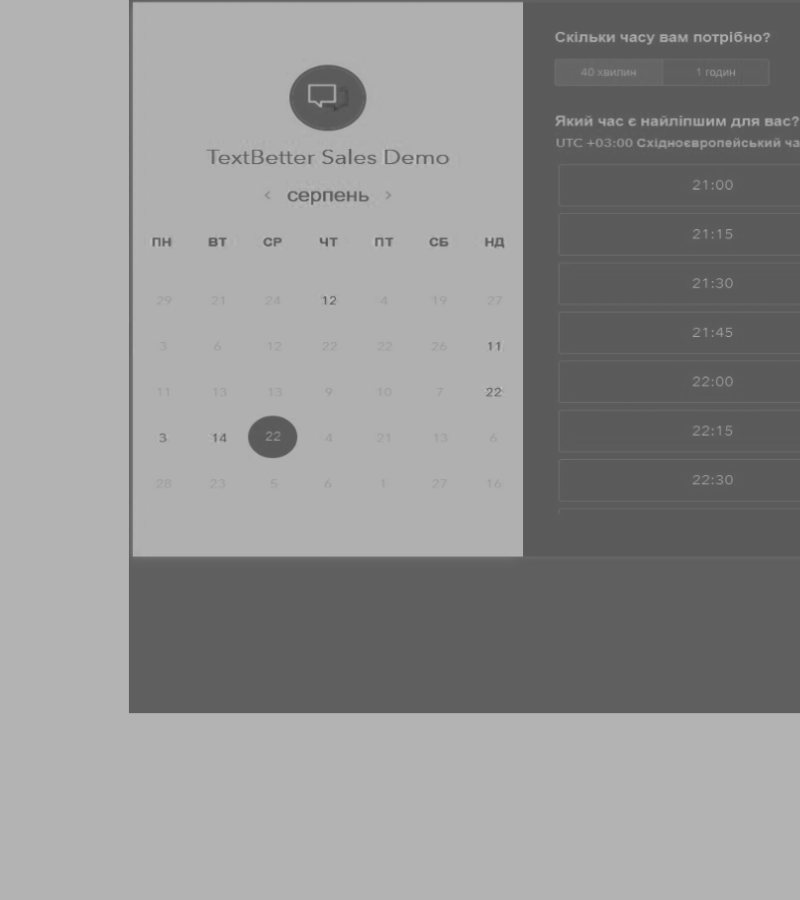 TextBetter Sales Demo
‹ серпень ›
ПН ВТ СР ЧТ ПТ СБ НД
29 21 24 12 4 19 27
3 6 12 22 22 26 11
11 13 13 9 10 7 22
3 14 22 4 21 13 6
28 23 5 6 1 27 16
Скільки часу вам потрібно?
40 хвилин 1 годин
Який час є найліпшим для вас?
UTC +03:00 Східноєвропейський ча
21:00
21:15
21:30
21:45
22:00
22:15
22:30